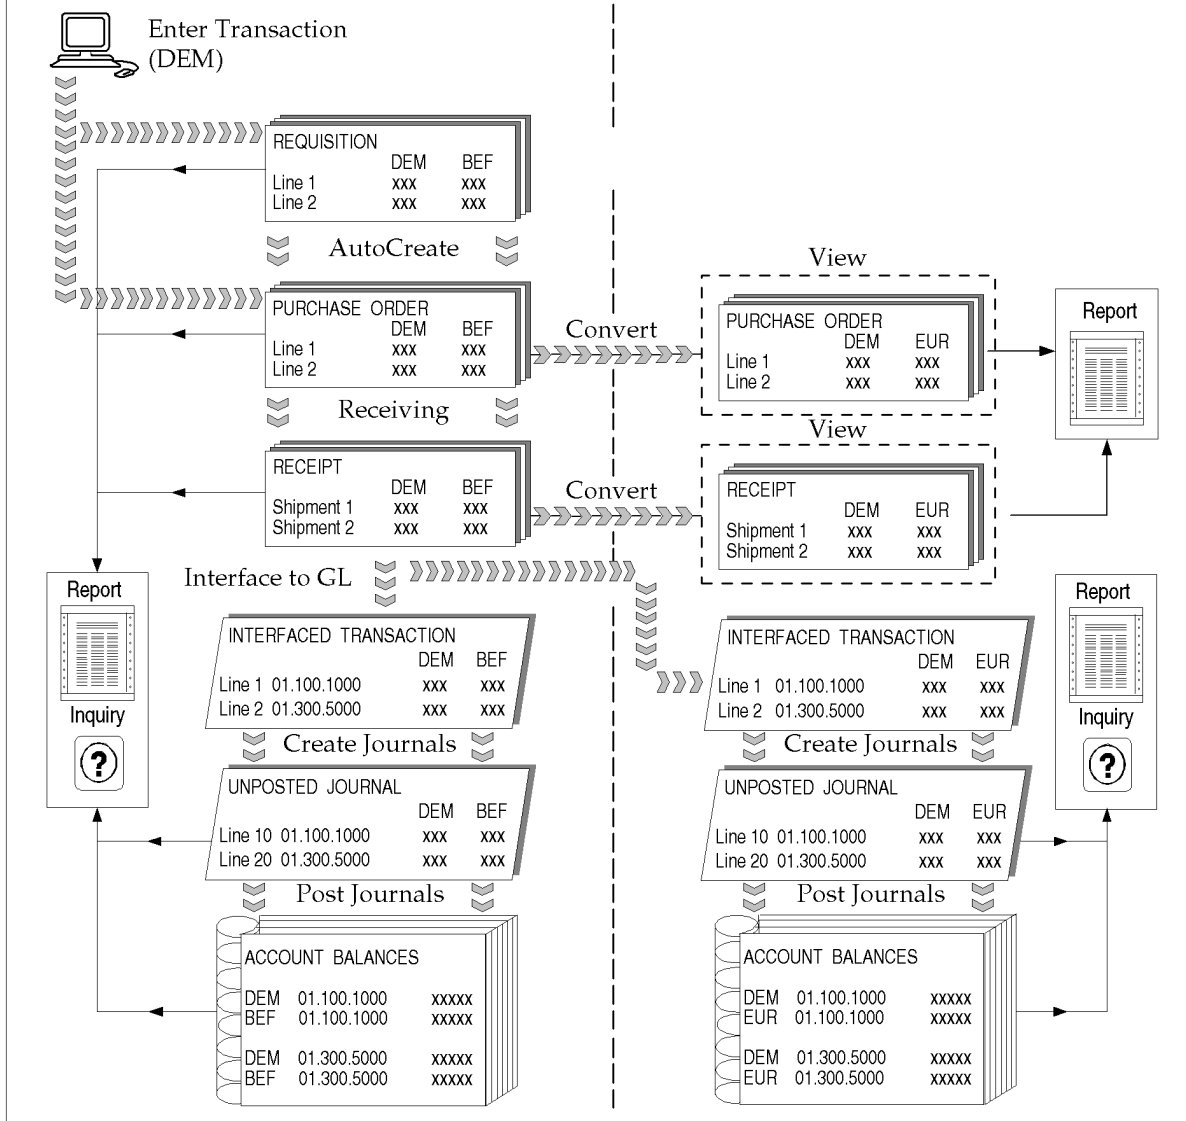 Enter Transaction
(DEM)
REQUISITION
DEM BEF
Line 1 xxx xxx
Line 2 xxx xxx
AutoCreate
PURCHASE ORDER
DEM BEF
Line 1 xxx xxx
Line 2 xxx xxx
Convert
View
PURCHASE ORDER
DEM EUR
Line 1 xxx xxx
Line 2 xxx xxx
Report
Receiving
RECEIPT
DEM BEF
Shipment 1 xxx xxx
Shipment 2 xxx xxx
Convert
View
RECEIPT
DEM EUR
Shipment 1 xxx xxx
Shipment 2 xxx xxx
Interface to GL
Report
Inquiry
?
INTERFACED TRANSACTION
DEM BEF
Line 1 01.100.1000 xxx xxx
Line 2 01.300.5000 xxx xxx
Create Journals
UNPOSTED JOURNAL
DEM BEF
Line 10 01.100.1000 xxx xxx
Line 20 01.300.5000 xxx xxx
Post Journals
ACCOUNT BALANCES
DEM 01.100.1000 xxxxx
BEF 01.100.1000 xxxxx
DEM 01.300.5000 xxxxx
BEF 01.300.5000 xxxxx
INTERFACED TRANSACTION
DEM EUR
Line 1 01.100.1000 xxx xxx
Line 2 01.300.5000 xxx xxx
Create Journals
UNPOSTED JOURNAL
DEM EUR
Line 10 01.100.1000 xxx xxx
Line 20 01.300.5000 xxx xxx
Post Journals
ACCOUNT BALANCES
DEM 01.100.1000 xxxxx
EUR 01.100.1000 xxxxx
DEM 01.300.5000 xxxxx
EUR 01.300.5000 xxxxx
Report
Inquiry
?